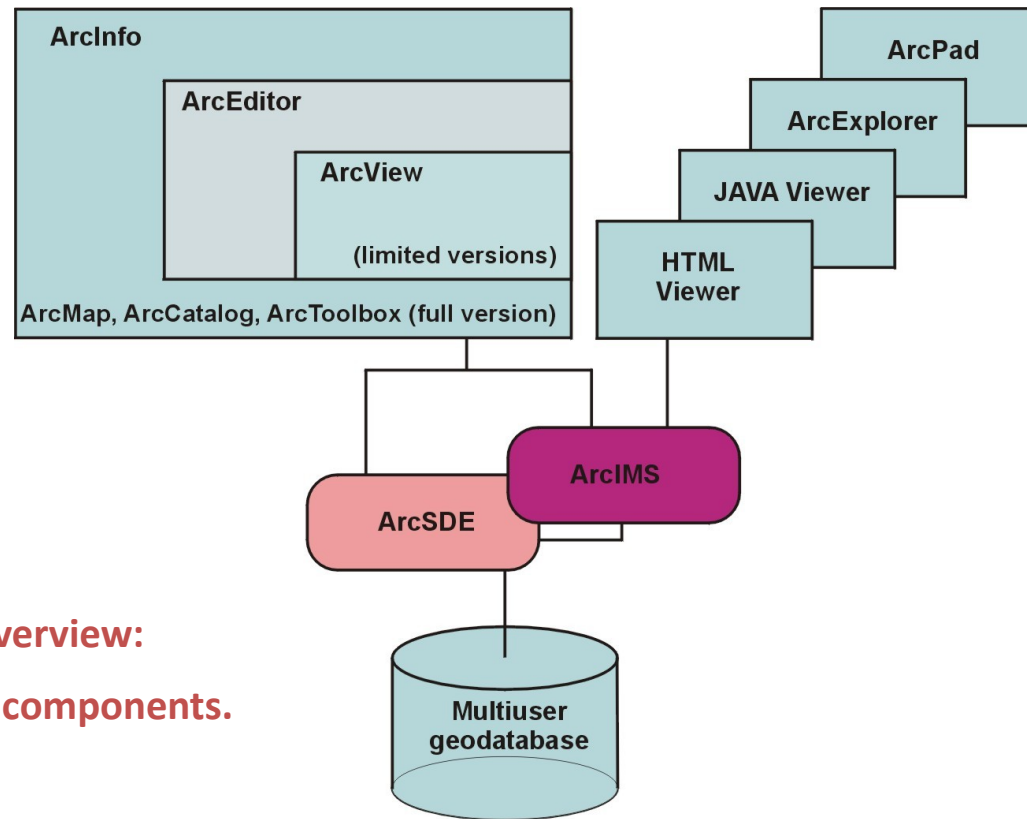 ArcInfo
ArcEditor
ArcView
(limited versions)
ArcMap, ArcCatalog, ArcToolbox (full version)
ArcPad
ArcExplorer
JAVA Viewer
HTML
Viewer
ArcIMS
ArcSDE
verview:
components.
Multiuser
geodatabase